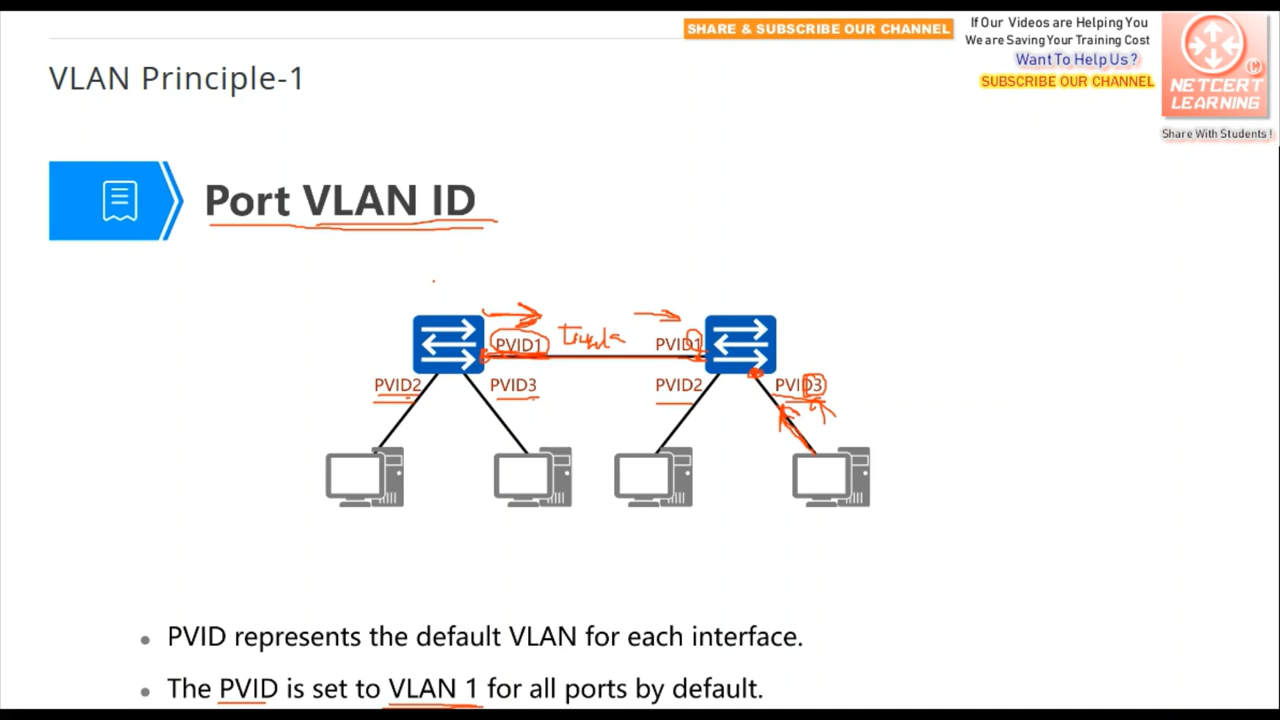 SHARE & SUBSCRIBE OUR CHANNEL
If Our Videos are Helping You
We are Saving Your Training Cost
Want To Help Us ?
SUBSCRIBE OUR CHANNEL
©
NETCERT
LEARNING
Share With Students !
VLAN Principle-1
Port VLAN ID
PVID1
PVID1
PVID2
PVID3
PVID2
PVID3
• PVID represents the default VLAN for each interface.
• The PVID is set to VLAN 1 for all ports by default.